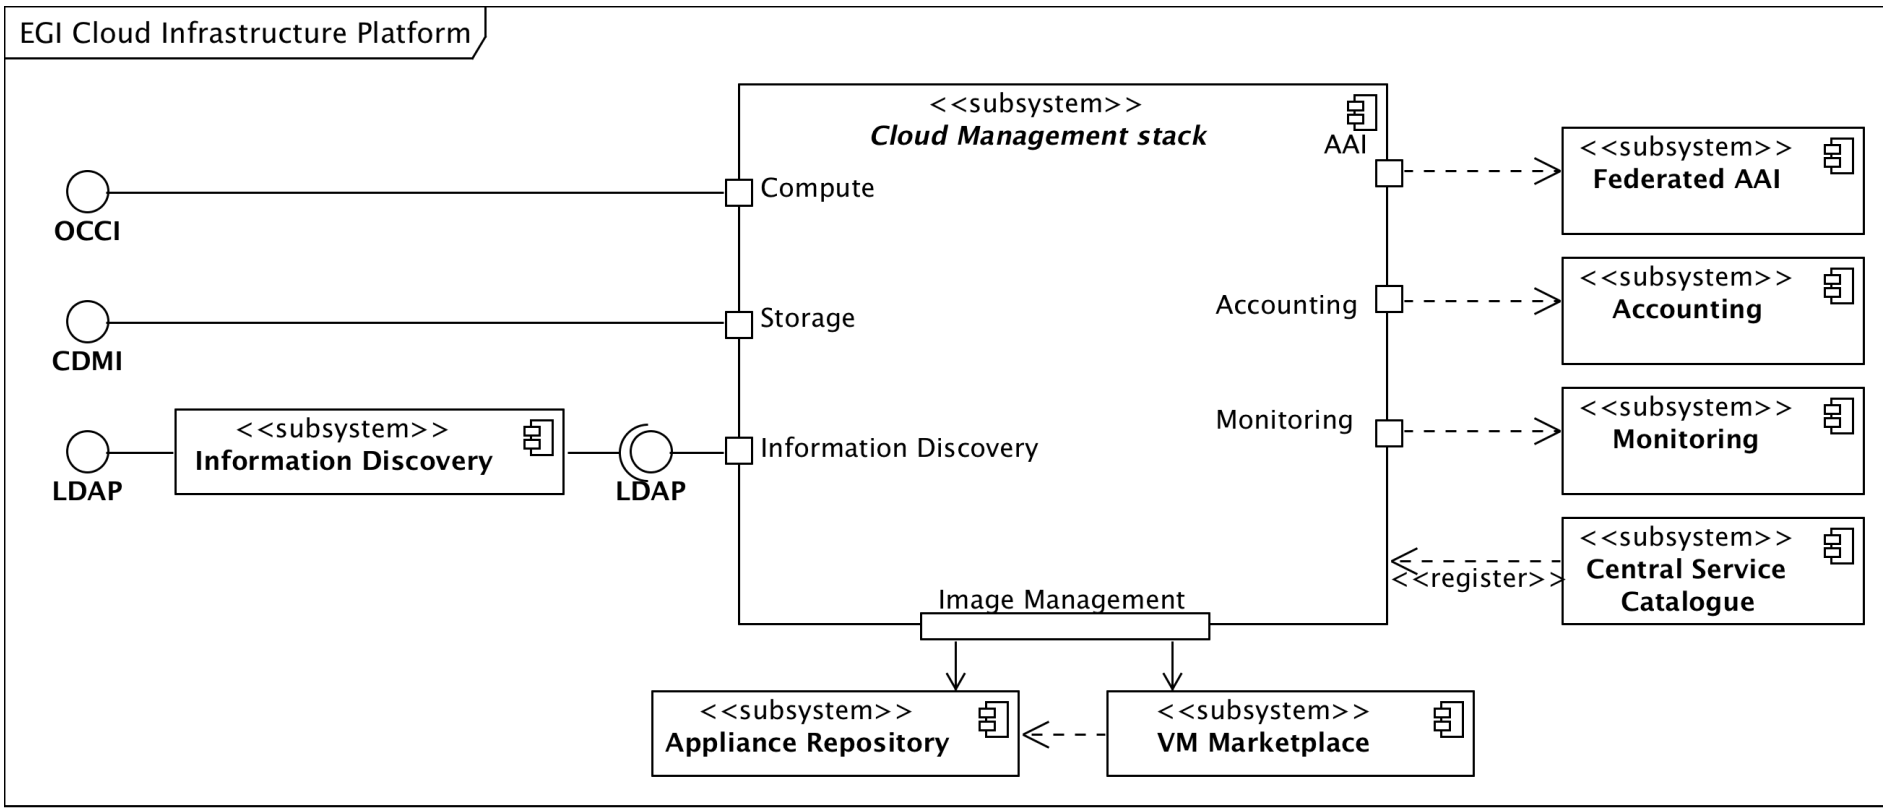 EGI Cloud Infrastructure Platform
<<subsystem>>
Cloud Management stack
AAI
<<subsystem>>
Federated AAI
OCCI
Compute
<<subsystem>>
Accounting
Accounting
CDMI
Storage
<<subsystem>>
Monitoring
Monitoring
LDAP
<<subsystem>>
Information Discovery
LDAP
Information Discovery
<<register>>
<<subsystem>>
Central Service
Catalogue
Image Management
<<subsystem>>
Appliance Repository
<<subsystem>>
VM Marketplace